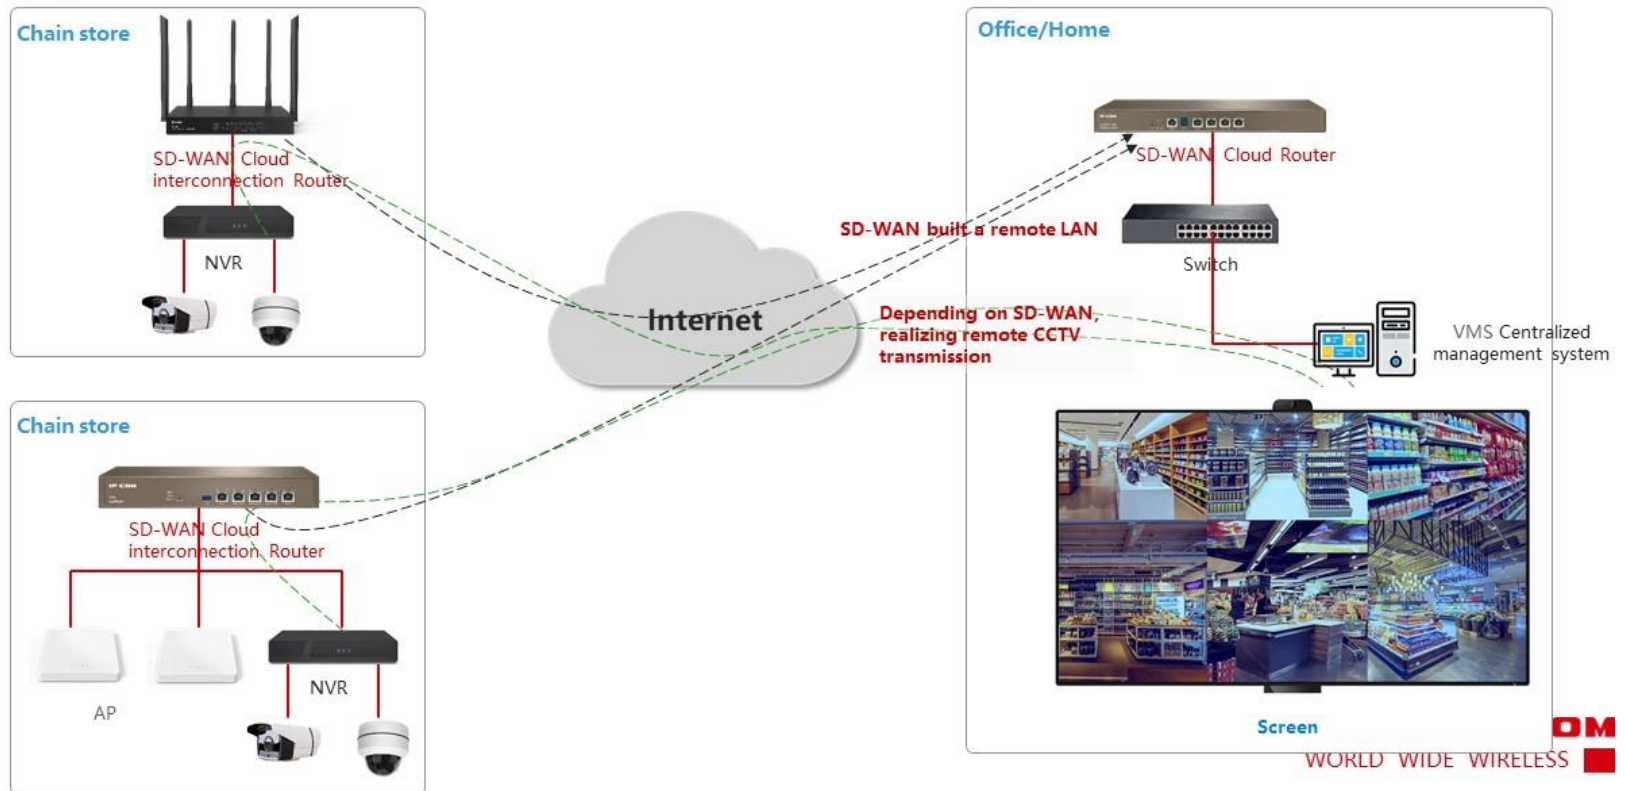 Chain store
SD-WAN Cloud
interconnection Router
NVR
Chain store
IP-COM
SD-WAN Cloud
interconnection Router
AP
NVR
Internet
SD-WAN built a remote LAN
Depending on SD-WAN,
realizing remote CCTV
transmission
Office/Home
SD-WAN Cloud Router
Switch
VMS Centralized
management system
Screen
OM
WORLD WIDE WIRELESS